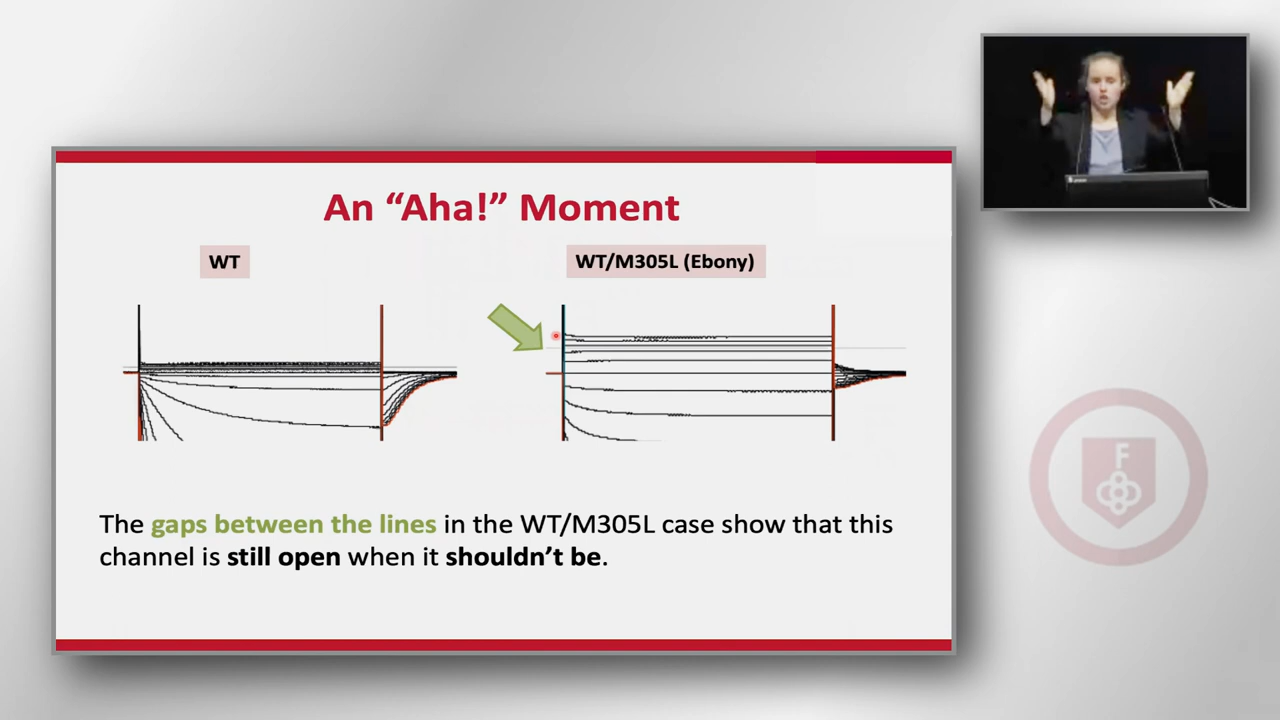 An “Aha!” Moment
WT
WT/M305L (Ebony)
The gaps between the lines in the WT/M305L case show that this
channel is still open when it shouldn’t be.
F